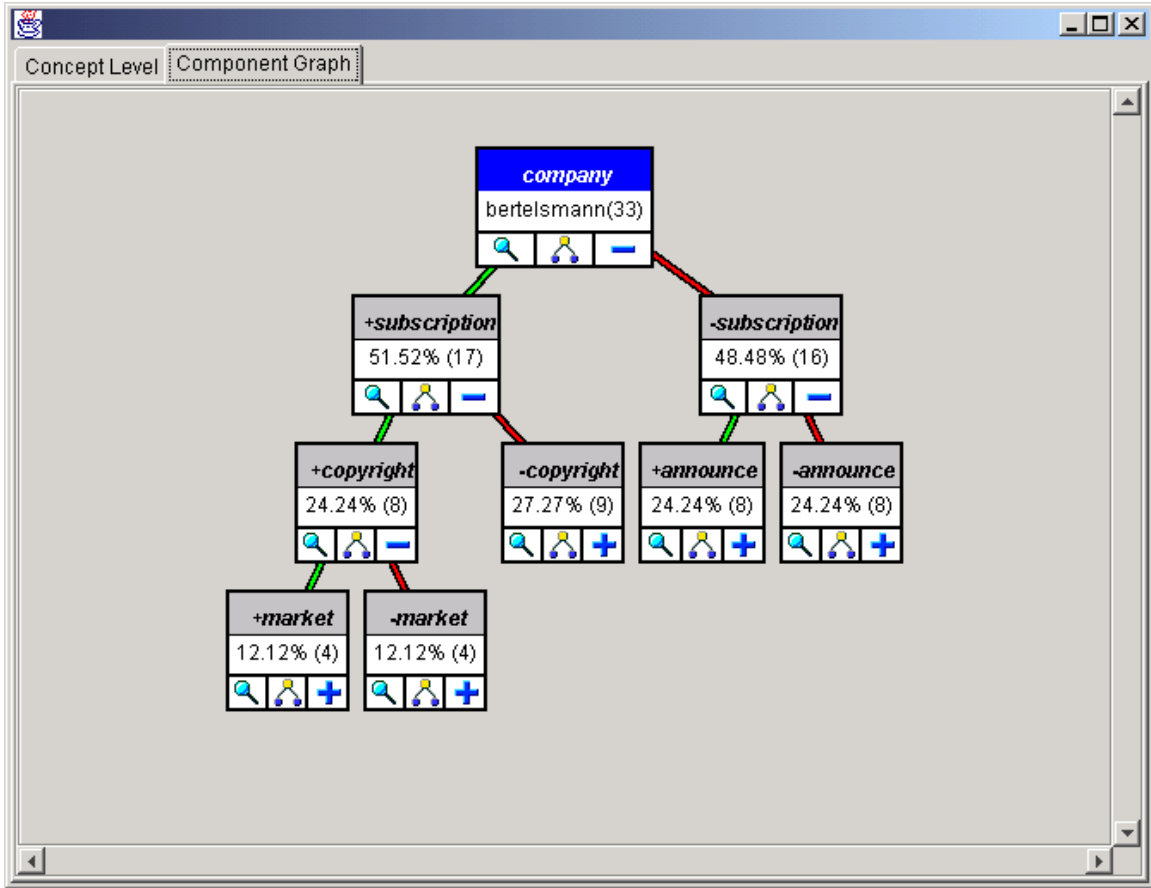 Concept Level
Component Graph
company
bertelsmann(33)
+subscription
51.52% (17)
-subscription
48.48% (16)
+copyright
24.24% (8)
-copyright
27.27% (9)
+announce
24.24% (8)
-announce
24.24% (8)
+market
12.12% (4)
-market
12.12% (4)